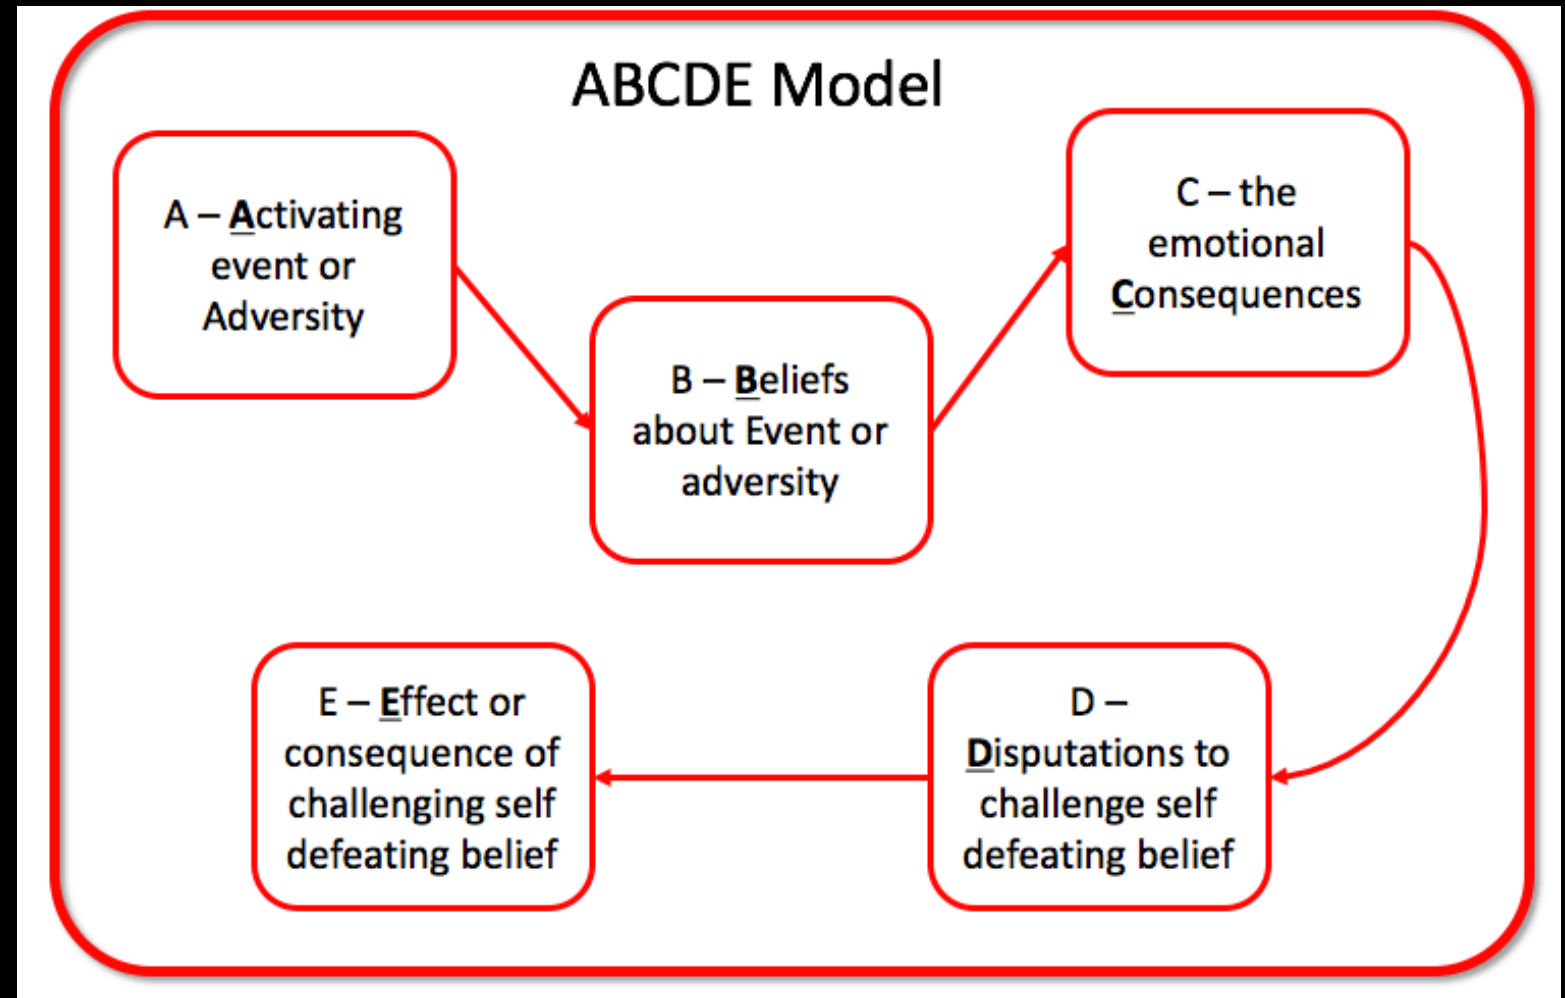 ABCDE Model
A – Activating
event or
Adversity
B – Beliefs
about Event or
adversity
C – the
emotional
Consequences
D –
Disputations to
challenge self
defeating belief
E – Effect or
consequence of
challenging self
defeating belief